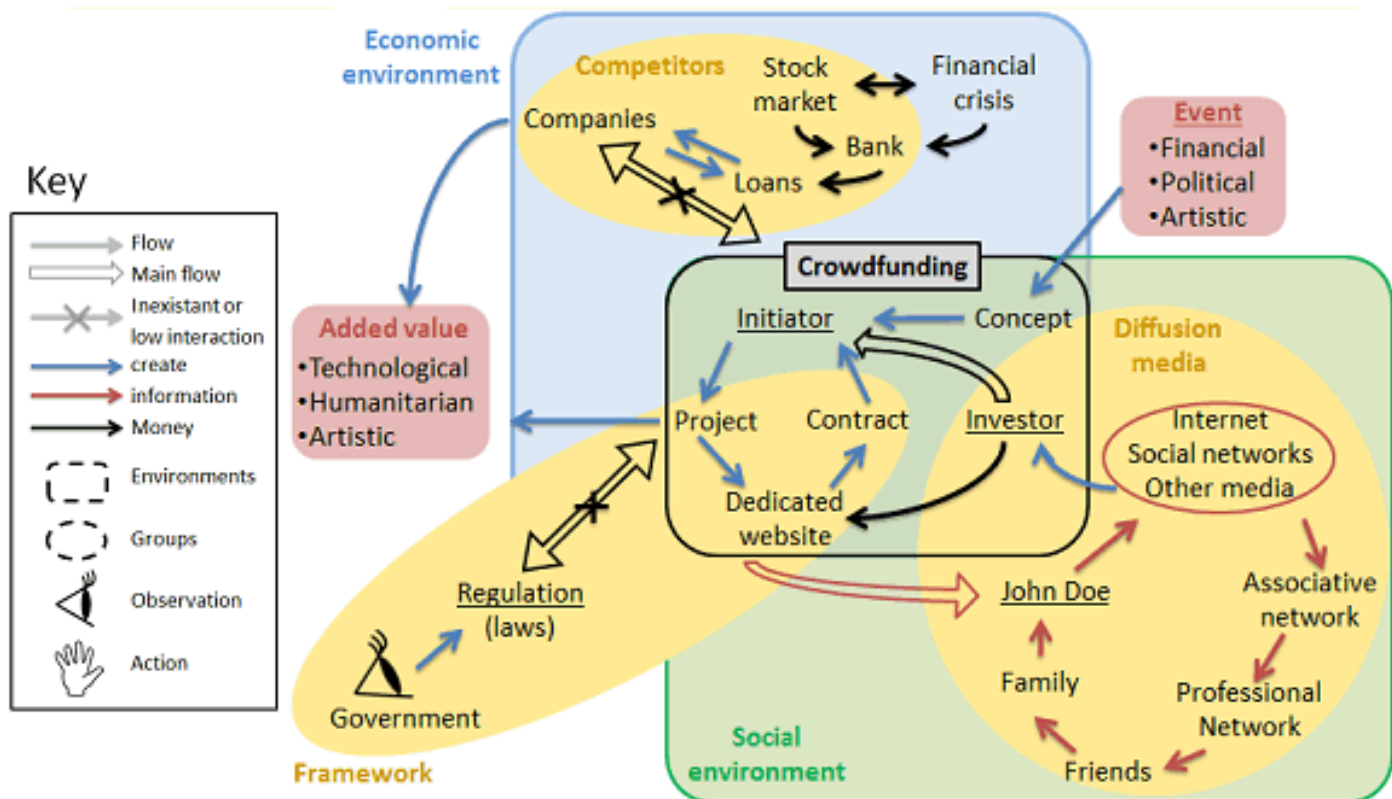 Economic
environment
Competitors
Stock
market
Financial
crisis
Companies
Bank
Loans
Event
•Financial
•Political
•Artistic
Key
Flow
Main flow
Inexistant or
low interaction
create
information
Money
Environments
Groups
Observation
Action
Crowdfunding
Initiator
Concept
Added value
•Technological
•Humanitarian
•Artistic
Project
Contract
Investor
Dedicated
website
Diffusion
media
Internet
Social networks
Other media
Regulation
(laws)
John Doe
Associative
network
Family
Professional
Network
Government
Friends
Framework
Social
environment